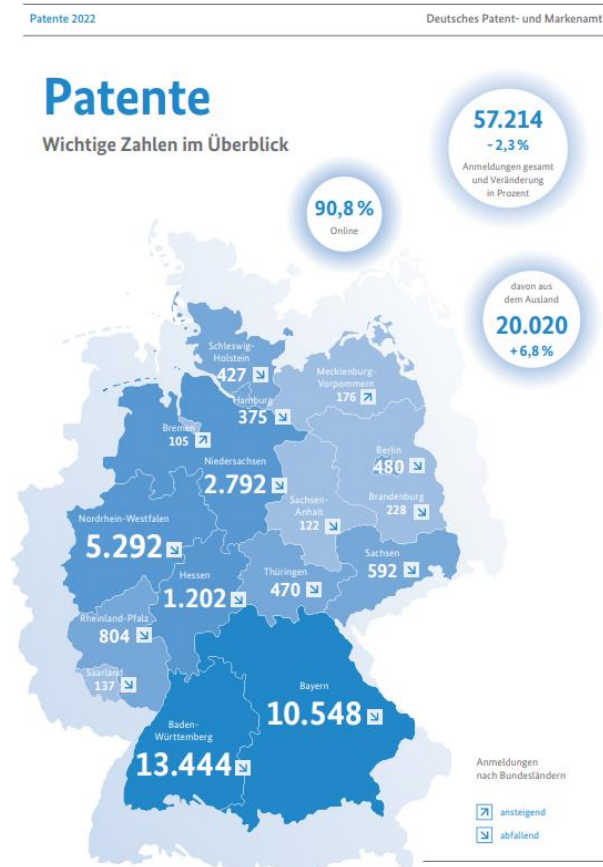 Patente 2022
Deutsches Patent- und Markenamt
Patente
Wichtige Zahlen im Überblick
57.214
- 2,3 %
Anmeldungen gesamt
und Veränderung
in Prozent
90,8 %
Online
davon aus
dem Ausland
20.020
+ 6,8 %
Schleswig-
Holstein
427
Mecklenburg-
Vorpommern
176
Hamburg
375
Bremen
105
Niedersachsen
2.792
Berlin
480
Brandenburg
228
Sachsen-
Anhalt
122
Nordrhein-Westfalen
5.292
Sachsen
592
Thüringen
470
Hessen
1.202
Rheinland-Pfalz
804
Saarland
137
Bayern
10.548
Baden-
Württemberg
13.444
Anmeldungen
nach Bundesländern
ansteigend
abfallend